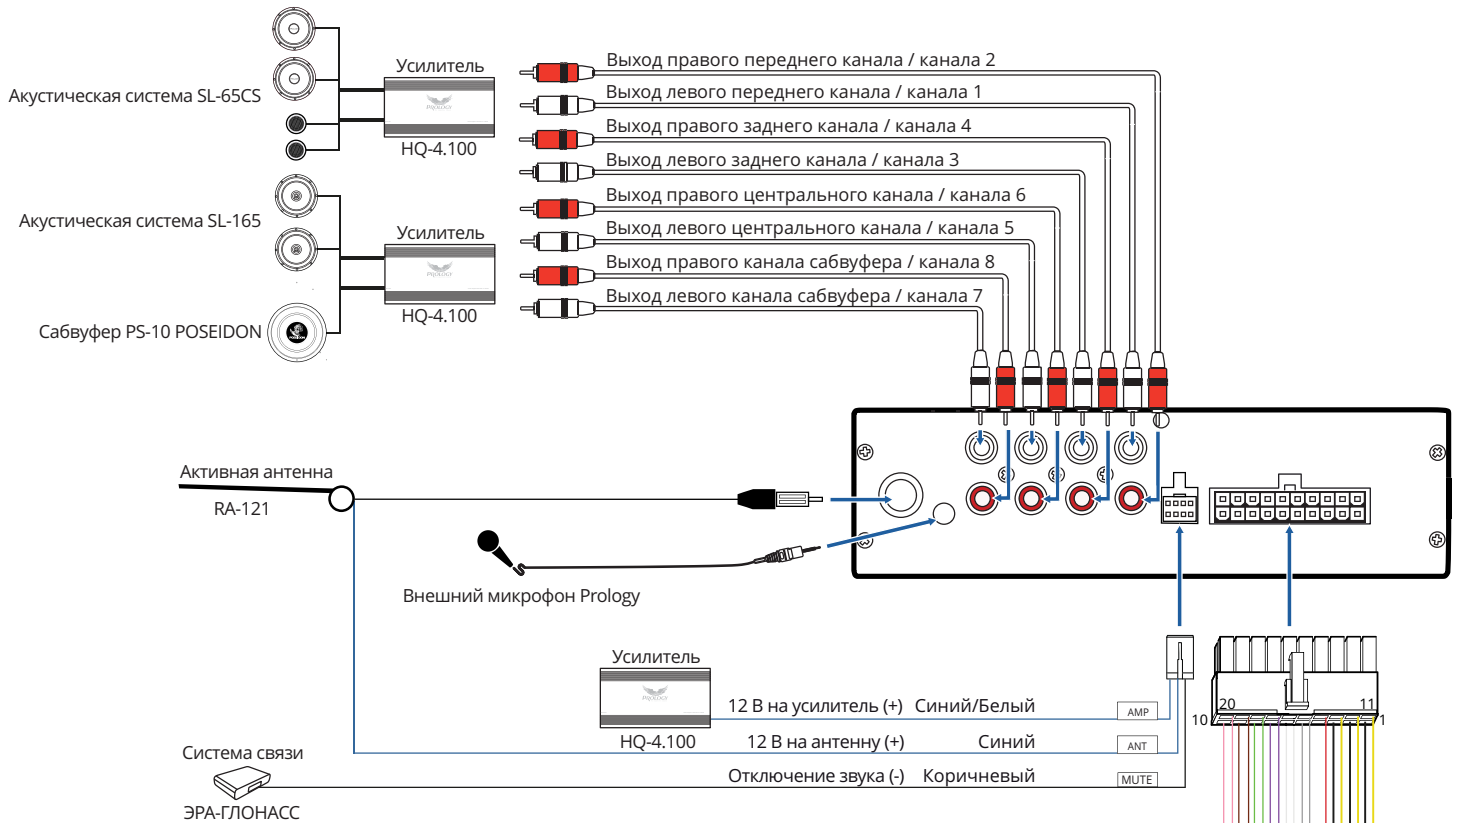 Акустическая система SL-65CS
Усилитель
PROLOGY
HQ-4.100
Акустическая система SL-165
Усилитель
PROLOGY
HQ-4.100
Сабвуфер PS-10 POSEIDON
Выход правого переднего канала / канала 2
Выход левого переднего канала / канала 1
Выход правого заднего канала / канала 4
Выход левого заднего канала / канала 3
Выход правого центрального канала / канала 6
Выход левого центрального канала / канала 5
Выход правого канала сабвуфера / канала 8
Выход левого канала сабвуфера / канала 7
Активная антенна
RA-121
Внешний микрофон Prology
Усилитель
PROLOGY
HQ-4.100
12 В на усилитель (+) Синий/Белый AMP
12 В на антенну (+) Синий ANT
Отключение звука (-) Коричневый MUTE
Система связи
ЭРА-ГЛОНАСС
20 11
10 1